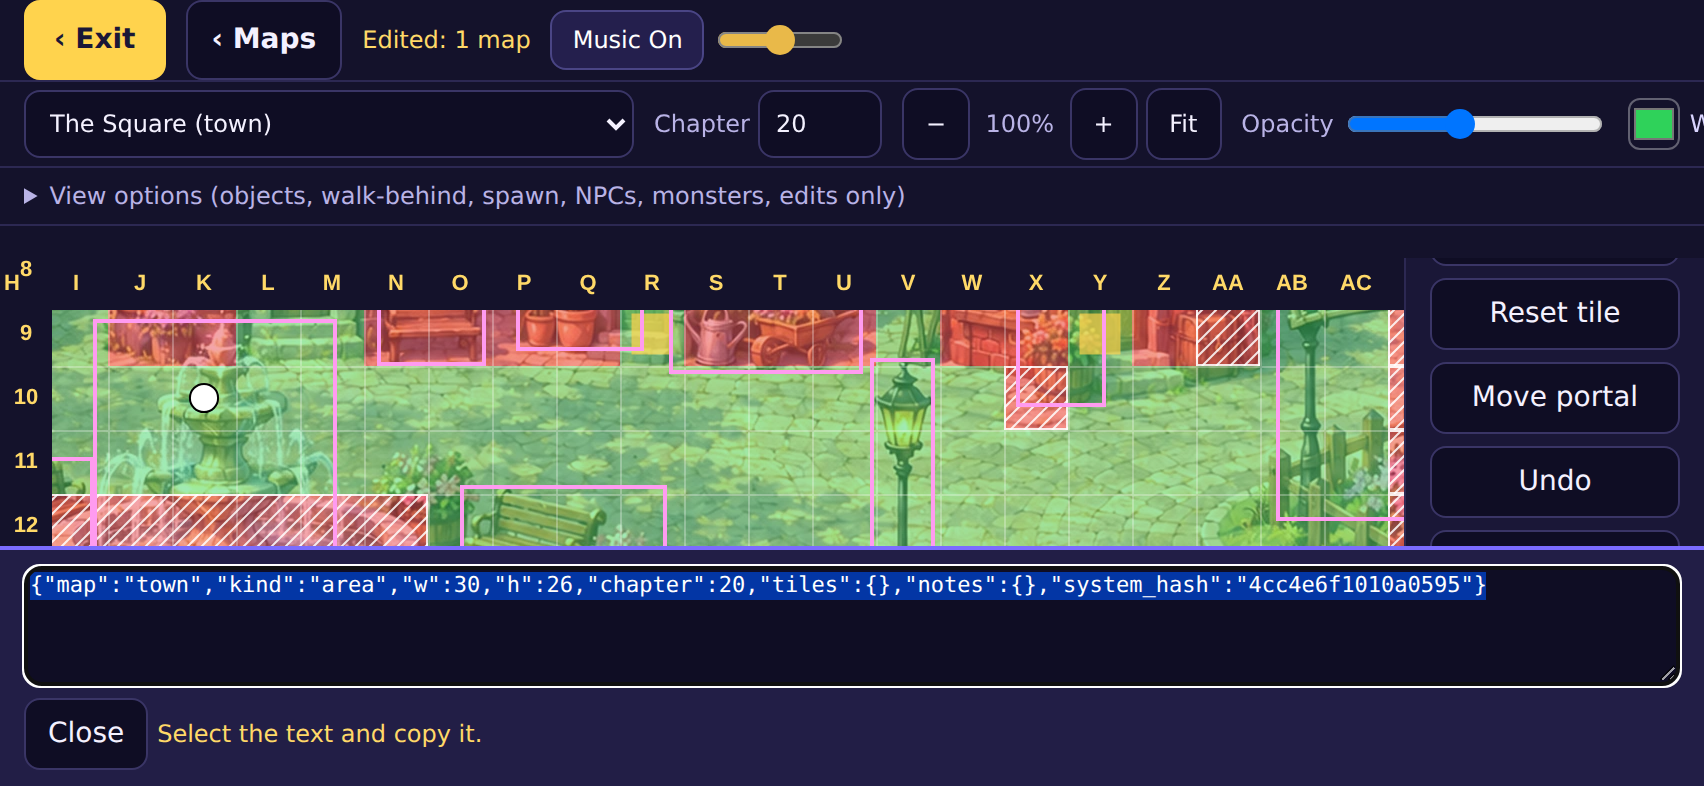 ‹ Exit ‹ Maps Edited: 1 map Music On
The Square (town) Chapter 20 − 100% + Fit Opacity W
▶ View options (objects, walk-behind, spawn, NPCs, monsters, edits only)
H I J K L M N O P Q R S T U V W X Y Z AA AB AC
8
9
10
11
12
Reset tile
Move portal
Undo
{"map":"town","kind":"area","w":30,"h":26,"chapter":20,"tiles":{},"notes":{},"system_hash":"4cc4e6f1010a0595"}
Close Select the text and copy it.